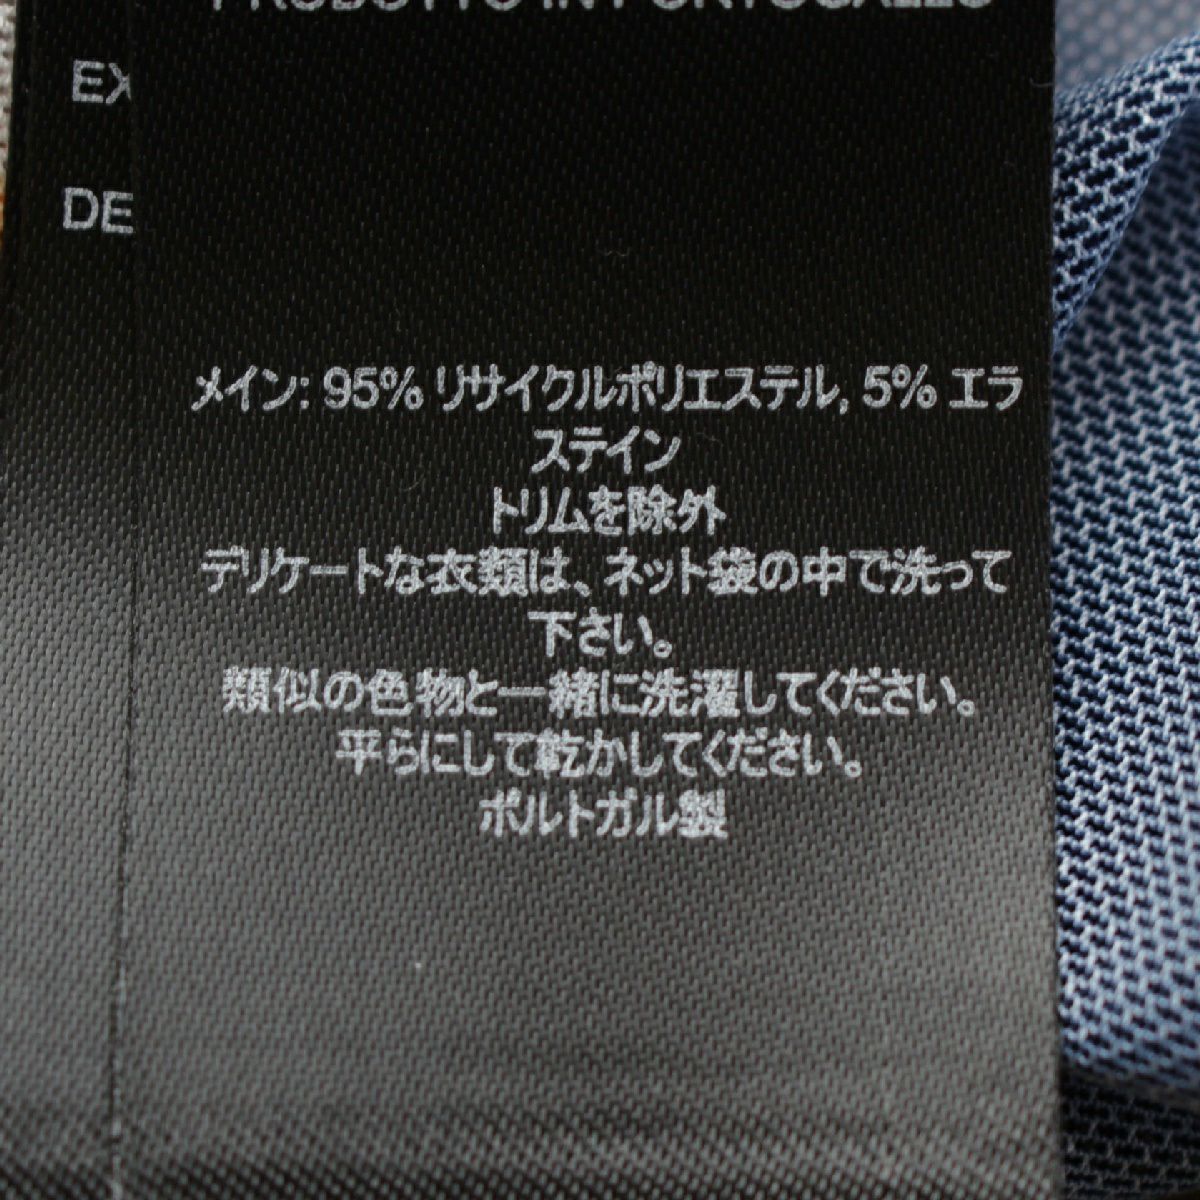 PRODOTTO IN PORTOGALLO
EX
DE
メイン: 95% リサイクルポリエステル, 5% エラ
ステイン
トリムを除外
デリケートな衣類は、ネット袋の中で洗って
下さい。
類似の色物と一緒に洗濯してください。
平らにして乾かしてください。
ポルトガル製